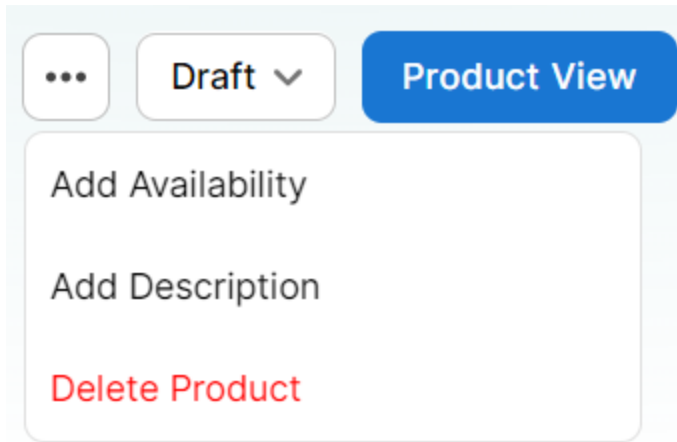 Draft
Product View
Add Availability
Add Description
Delete Product